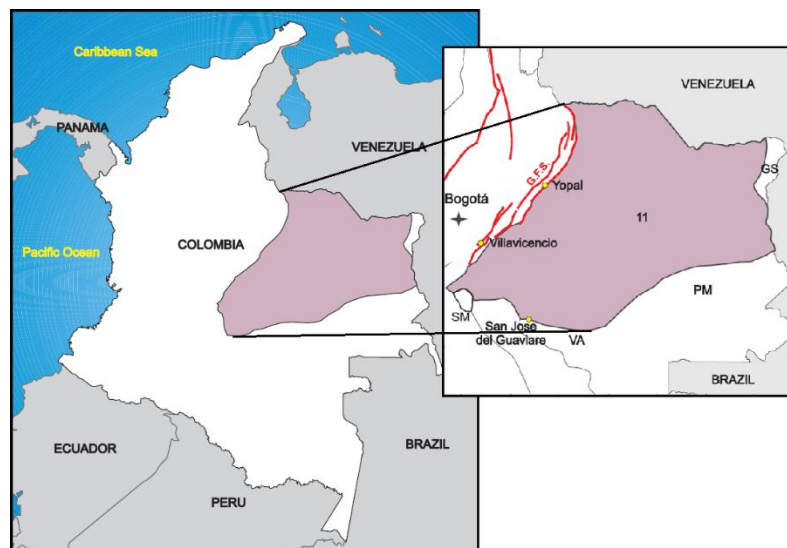 Caribbean Sea
PANAMA
VENEZUELA
Pacific Ocean
COLOMBIA
ECUADOR
PERU
BRAZIL
VENEZUELA
GS
G.F.S.
Yopal
Bogotá
11
Villavicencio
PM
SM
San José
del Guaviare
VA
BRAZIL